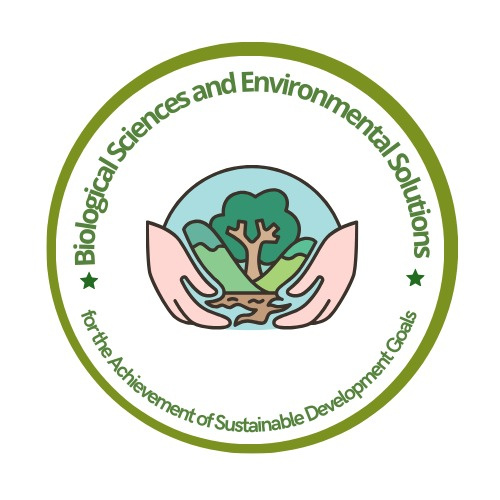 Biological Sciences and Environmental Solutions
for the Achievement of Sustainable Development Goals